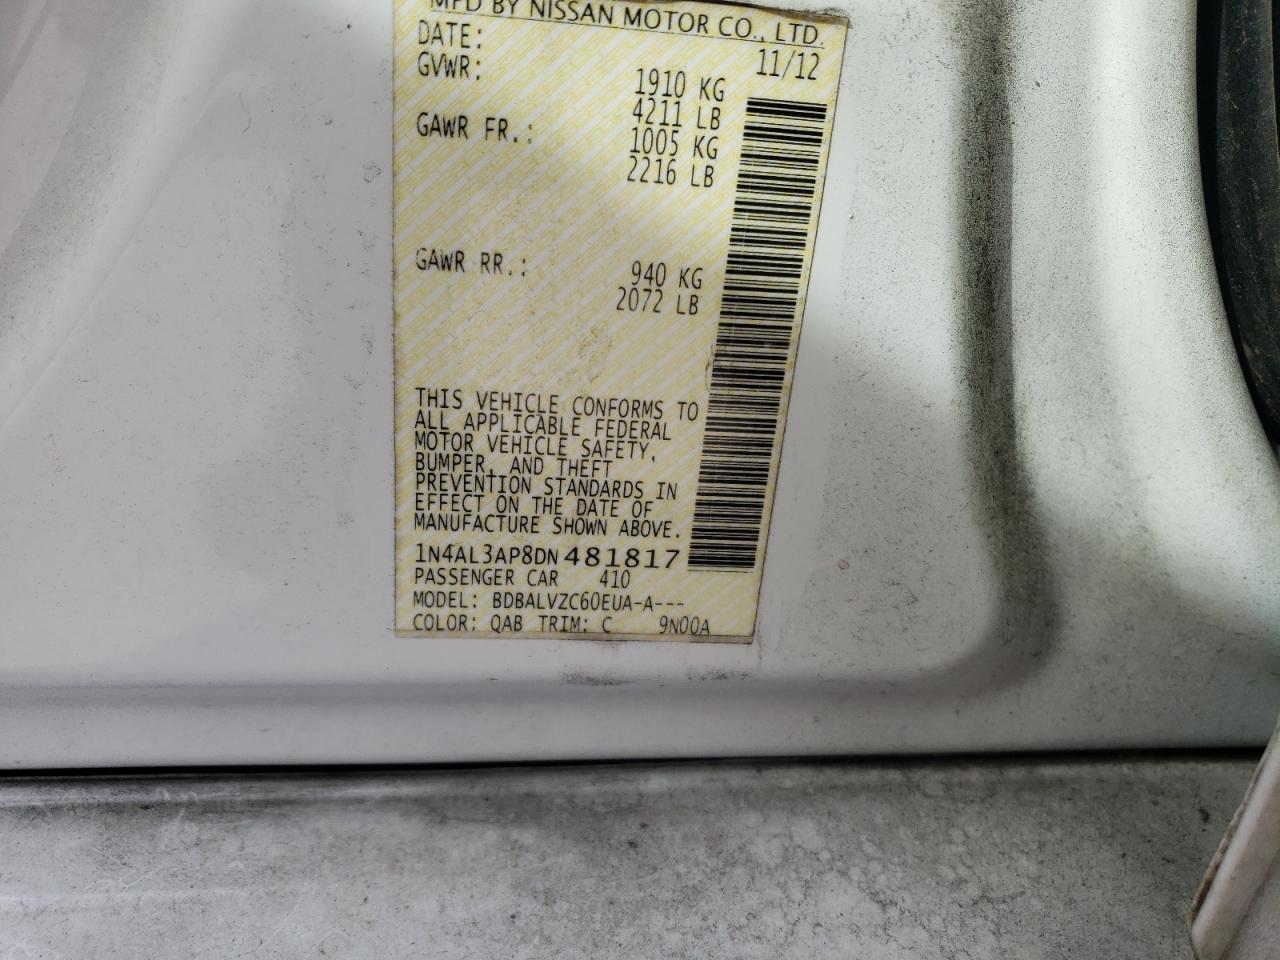 MFD BY NISSAN MOTOR CO., LTD.
DATE: 11/12
GVWR: 1910 KG
4211 LB
GAWR FR.: 1005 KG
2216 LB
GAWR RR.: 940 KG
2072 LB
THIS VEHICLE CONFORMS TO
ALL APPLICABLE FEDERAL
MOTOR VEHICLE SAFETY,
BUMPER, AND THEFT
PREVENTION STANDARDS IN
EFFECT ON THE DATE OF
MANUFACTURE SHOWN ABOVE.
1N4AL3AP8DN481817
PASSENGER CAR 410
MODEL: BDBALVZC60EUA-A---
COLOR: QAB TRIM: C 9N00A